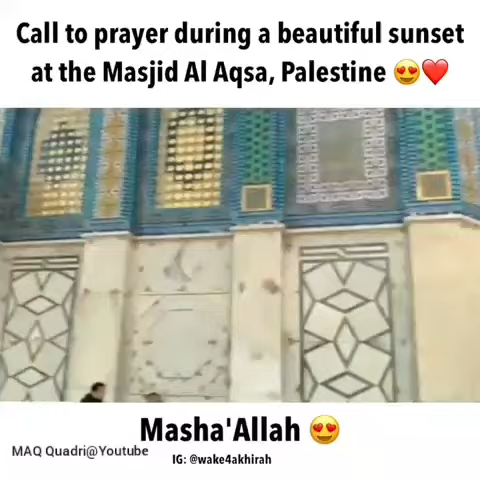 Call to prayer during a beautiful sunset
at the Masjid Al Aqsa, Palestine 😍❤️
Masha'Allah 😍
MAQ Quadri@Youtube
IG: @wake4akhirah